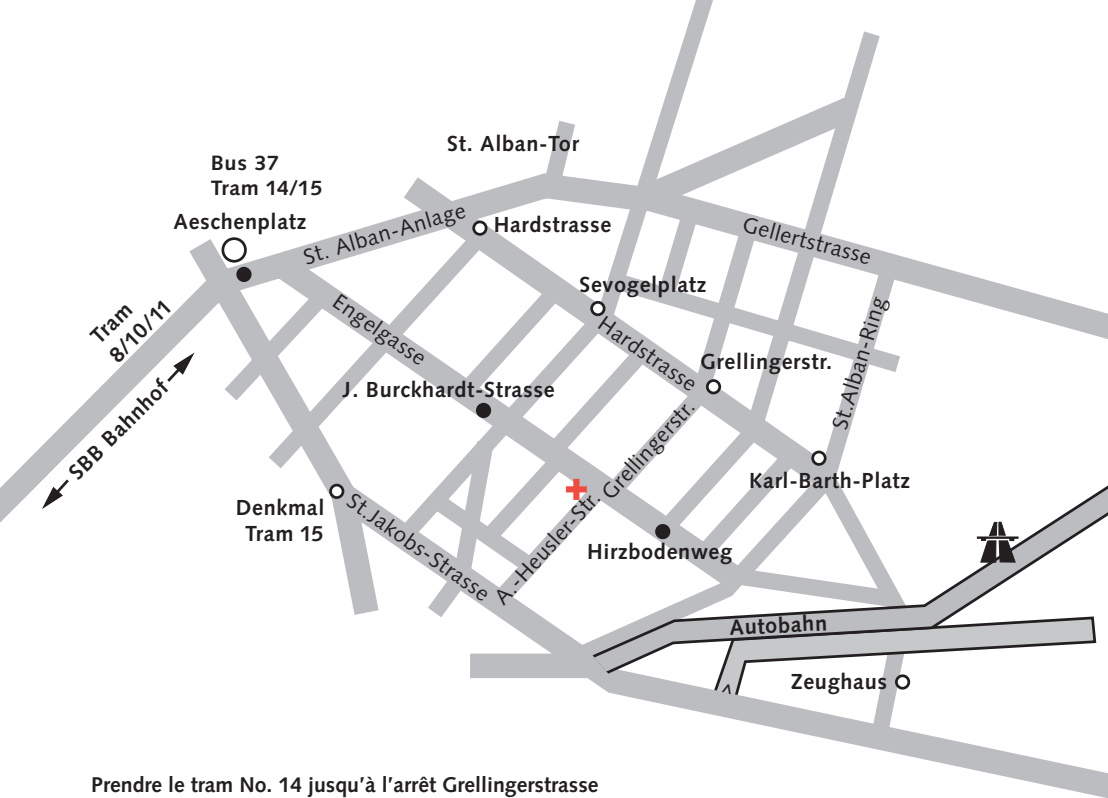 St. Alban-Tor
Bus 37
Tram 14/15
Aeschenplatz
St. Alban-Anlage
Hardstrasse
Gellertstrasse
Sevogelplatz
Tram
8/10/11
SBB Bahnhof
Engelgasse
Hardstrasse
St.Alban-Ring
Grellingerstr.
J. Burckhardt-Strasse
Grellingerstr.
Karl-Barth-Platz
Denkmal
Tram 15
St.Jakobs-Strasse
A.-Heusler-Str.
Hirzbodenweg
Autobahn
Zeughaus
Prendre le tram No. 14 jusqu'à l'arrêt Grellingerstrasse